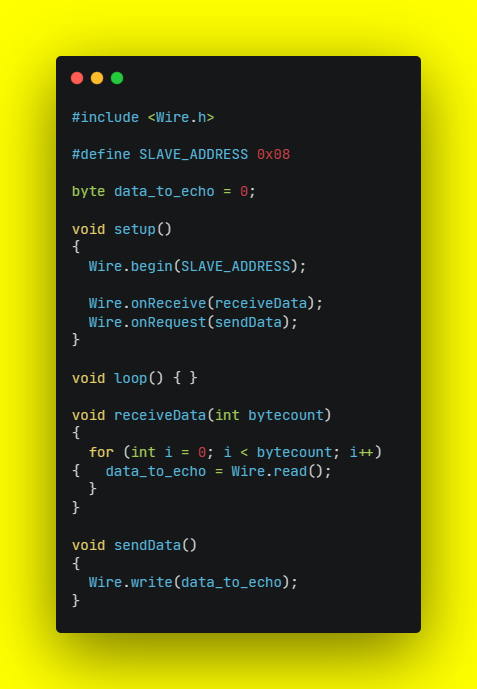 #include <Wire.h>

#define SLAVE_ADDRESS 0x08

byte data_to_echo = 0;

void setup()
{
  Wire.begin(SLAVE_ADDRESS);

  Wire.onReceive(receiveData);
  Wire.onRequest(sendData);
}

void loop() { }

void receiveData(int bytecount)
{
  for (int i = 0; i < bytecount; i++)
{   data_to_echo = Wire.read();
  }
}

void sendData()
{
  Wire.write(data_to_echo);
}